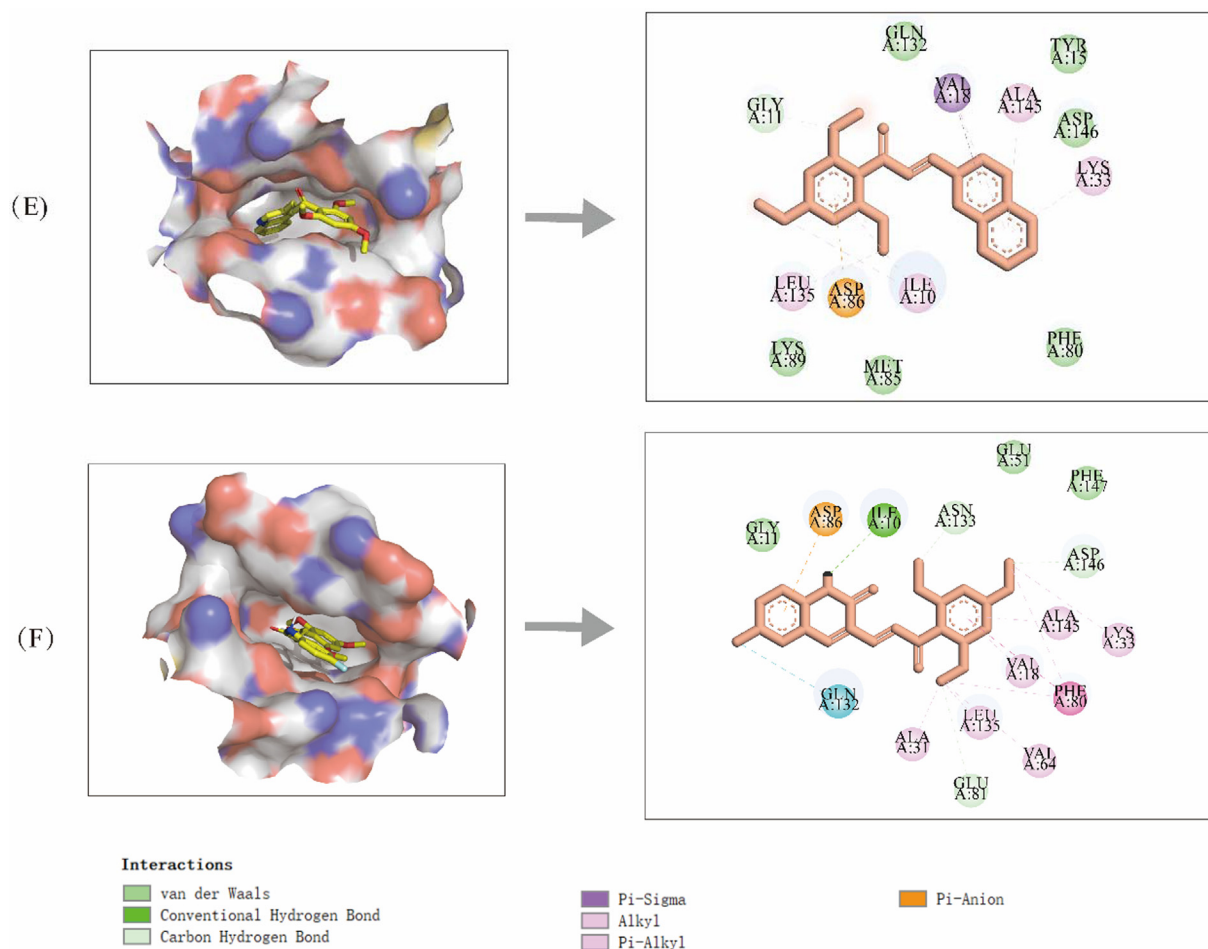 (E)
GLN
A:132
TYR
A:15
VAL
A:18
ALA
A:145
GLY
A:11
ASP
A:146
LYS
A:33
LEU
A:135
ASP
A:86
ILE
A:10
LYS
A:89
MET
A:85
PHE
A:80
(F)
GLU
A:51
PHE
A:147
ASP
A:86
ILE
A:10
ASN
A:133
GLY
A:11
ASP
A:146
ALA
A:145
LYS
A:33
VAL
A:18
PHE
A:80
GLN
A:132
LEU
A:135
ALA
A:31
VAL
A:64
GLU
A:81
Interactions
van der Waals
Conventional Hydrogen Bond
Carbon Hydrogen Bond
Pi-Sigma
Alkyl
Pi-Alkyl
Pi-Anion